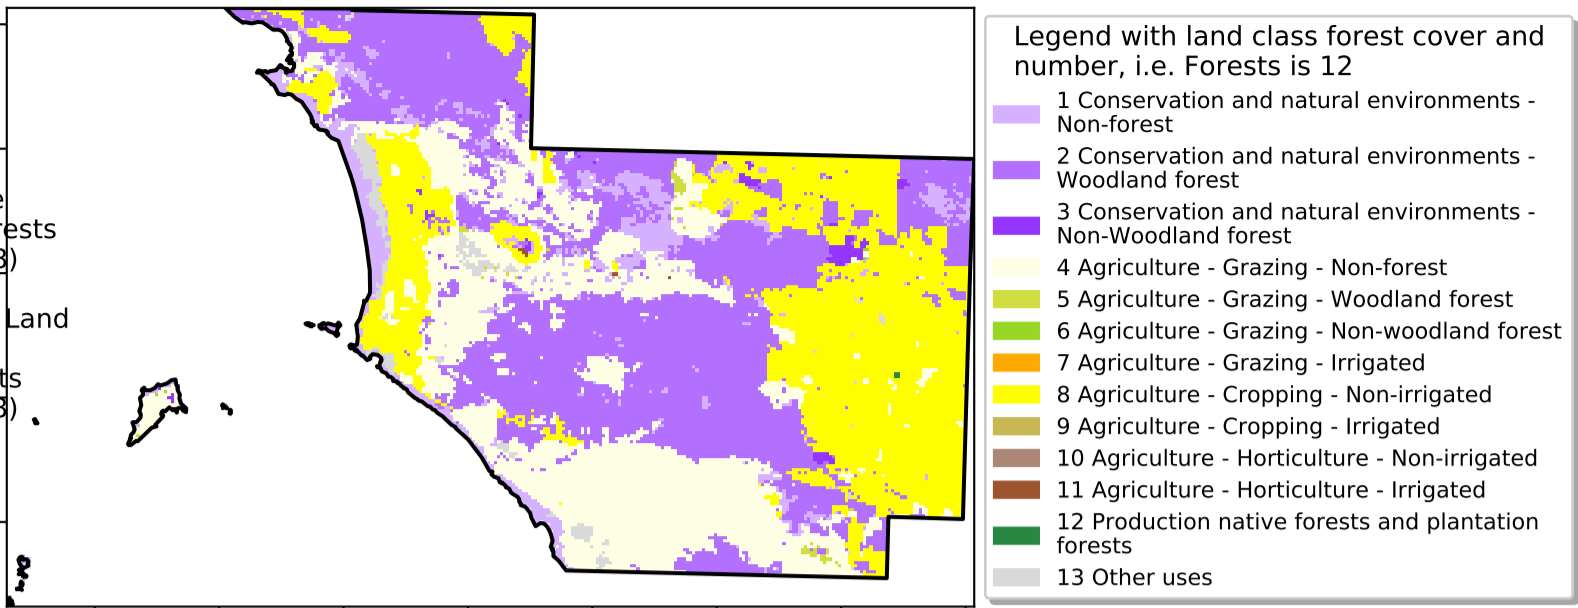 Legend with land class forest cover and
number, i.e. Forests is 12
1 Conservation and natural environments -
Non-forest
2 Conservation and natural environments -
Woodland forest
3 Conservation and natural environments -
Non-Woodland forest
4 Agriculture - Grazing - Non-forest
5 Agriculture - Grazing - Woodland forest
6 Agriculture - Grazing - Non-woodland forest
7 Agriculture - Grazing - Irrigated
8 Agriculture - Cropping - Non-irrigated
9 Agriculture - Cropping - Irrigated
10 Agriculture - Horticulture - Non-irrigated
11 Agriculture - Horticulture - Irrigated
12 Production native forests and plantation
forests
13 Other uses
Land